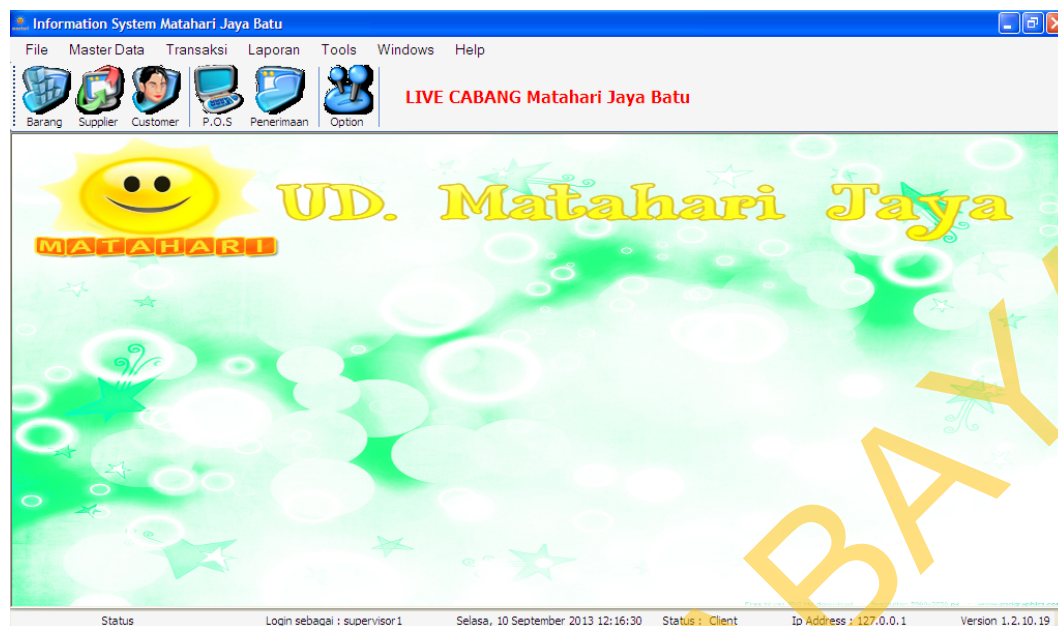 Information System Matahari Jaya Batu
File Master Data Transaksi Laporan Tools Windows Help
LIVE CABANG Matahari Jaya Batu
Barang Supplier Customer P.O.S Penerimaan Option
UD. Matahari Jaya
MATAHARI
BAY
Status Login sebagai : supervisor1 Selasa, 10 September 2013 12:16:30 Status : Client Ip Address : 127.0.0.1 Version 1.2.10.19